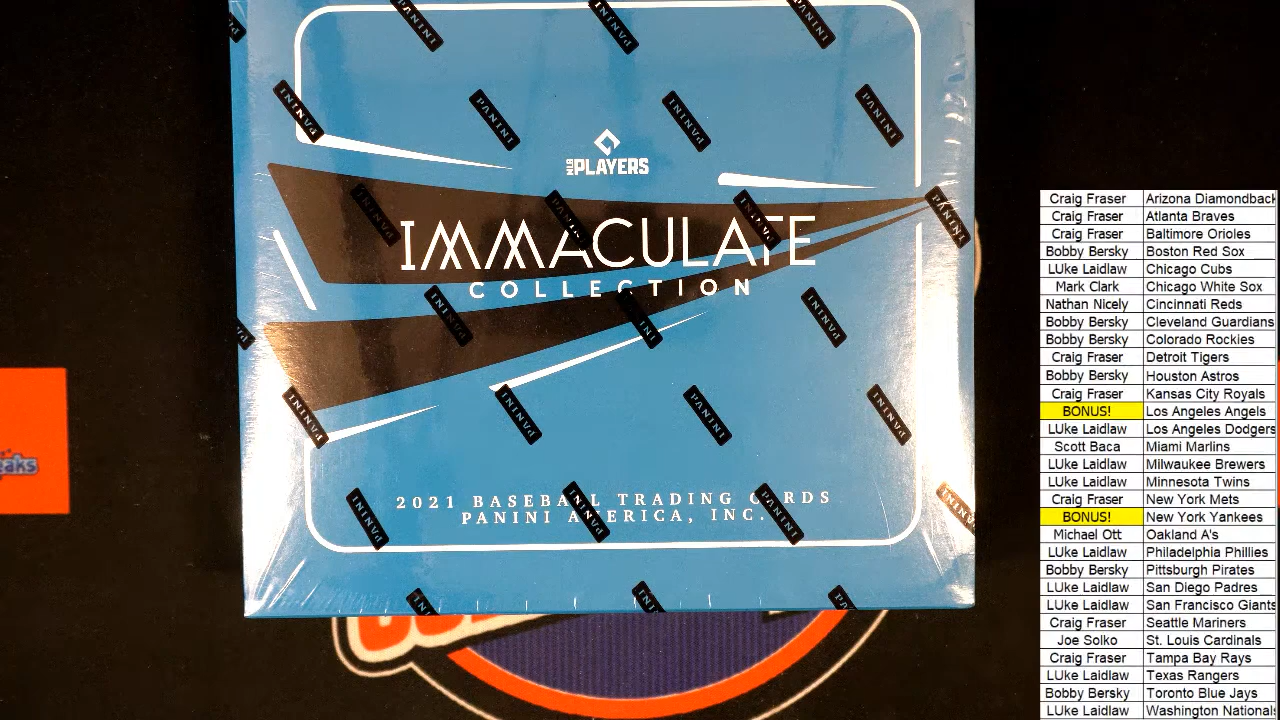 MLB PLAYERS
IMMACULATE
COLLECTION
2021 BASEBALL TRADING CARDS
PANINI AMERICA, INC.
PANINI
eaks
Craig Fraser Arizona Diamondback
Craig Fraser Atlanta Braves
Craig Fraser Baltimore Orioles
Bobby Bersky Boston Red Sox
LUke Laidlaw Chicago Cubs
Mark Clark Chicago White Sox
Nathan Nicely Cincinnati Reds
Bobby Bersky Cleveland Guardians
Bobby Bersky Colorado Rockies
Craig Fraser Detroit Tigers
Bobby Bersky Houston Astros
Craig Fraser Kansas City Royals
BONUS! Los Angeles Angels
LUke Laidlaw Los Angeles Dodgers
Scott Baca Miami Marlins
LUke Laidlaw Milwaukee Brewers
LUke Laidlaw Minnesota Twins
Craig Fraser New York Mets
BONUS! New York Yankees
Michael Ott Oakland A's
LUke Laidlaw Philadelphia Phillies
Bobby Bersky Pittsburgh Pirates
LUke Laidlaw San Diego Padres
LUke Laidlaw San Francisco Giants
Craig Fraser Seattle Mariners
Joe Solko St. Louis Cardinals
Craig Fraser Tampa Bay Rays
LUke Laidlaw Texas Rangers
Bobby Bersky Toronto Blue Jays
LUke Laidlaw Washington Nationals